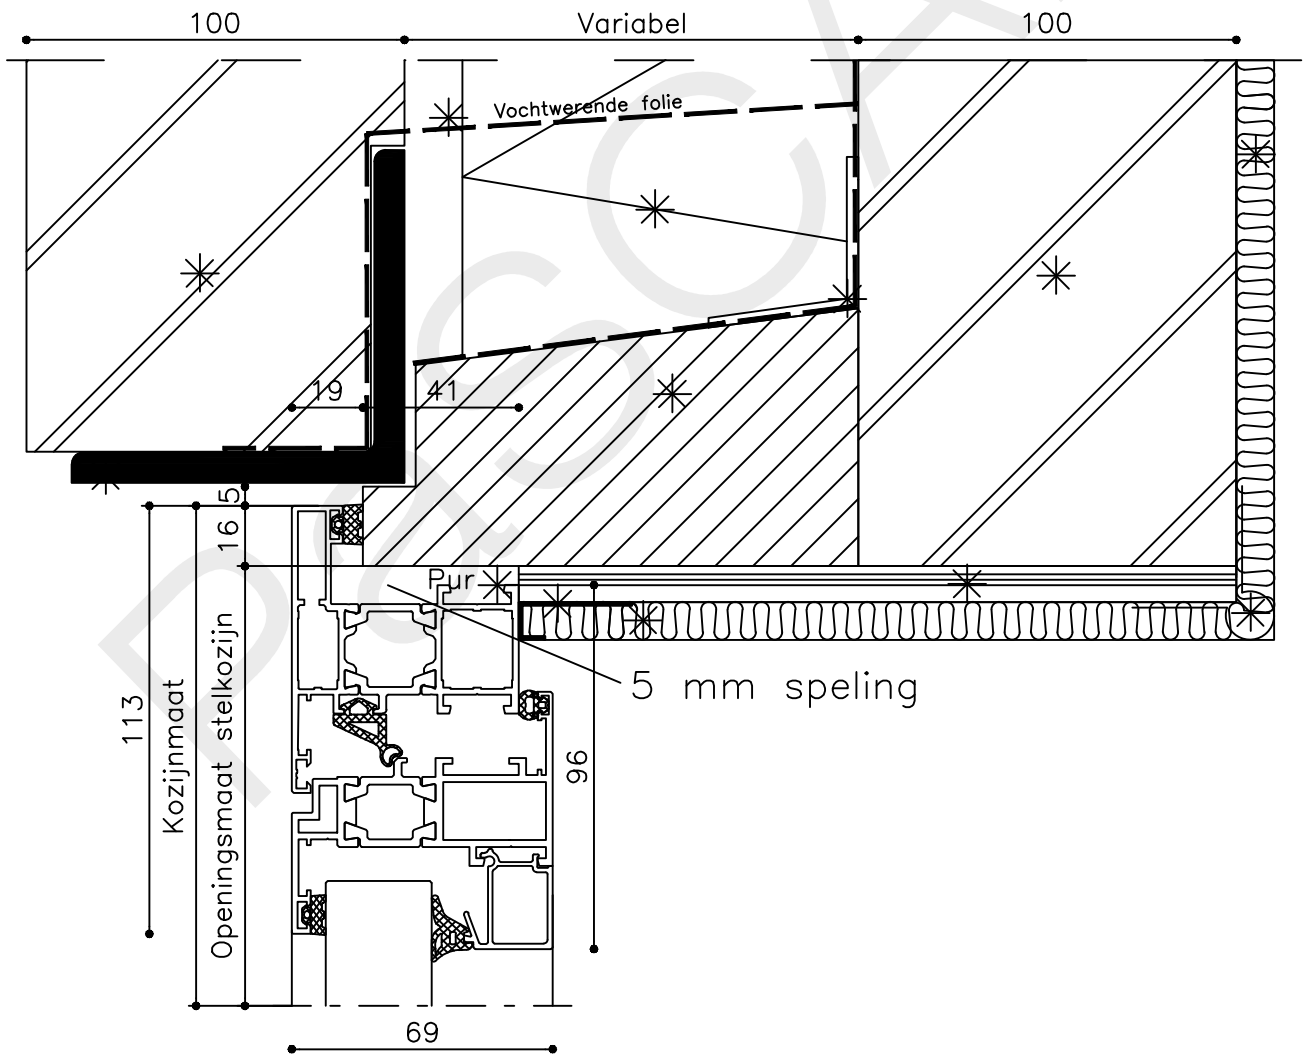 100
Variabel
100
Vochtwerende folie
19
41
5
16
Pur
5 mm speling
113
Kozijnmaat
Openingsmaat stelkozijn
96
69
PaSCA